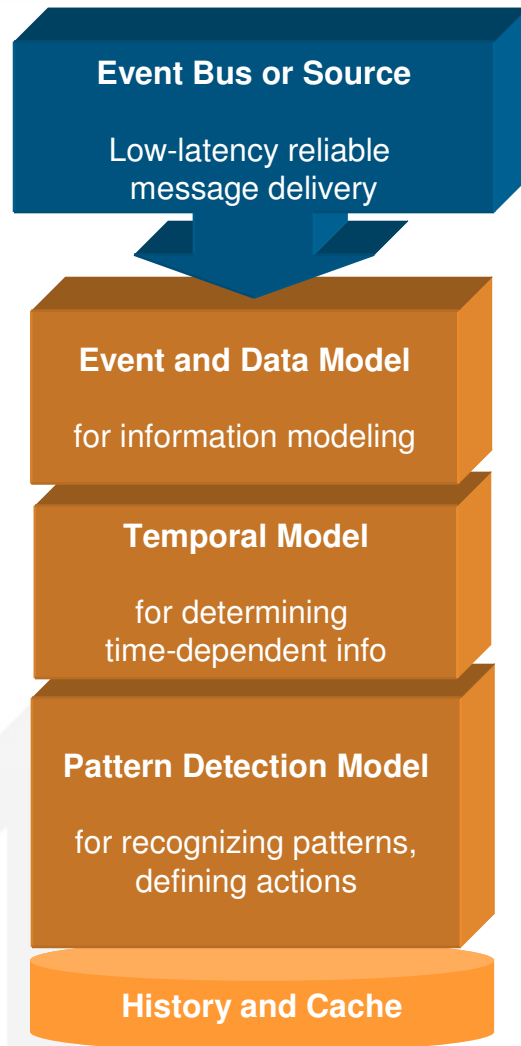 Event Bus or Source
Low-latency reliable
message delivery
Event and Data Model
for information modeling
Temporal Model
for determining
time-dependent info
Pattern Detection Model
for recognizing patterns,
defining actions
History and Cache